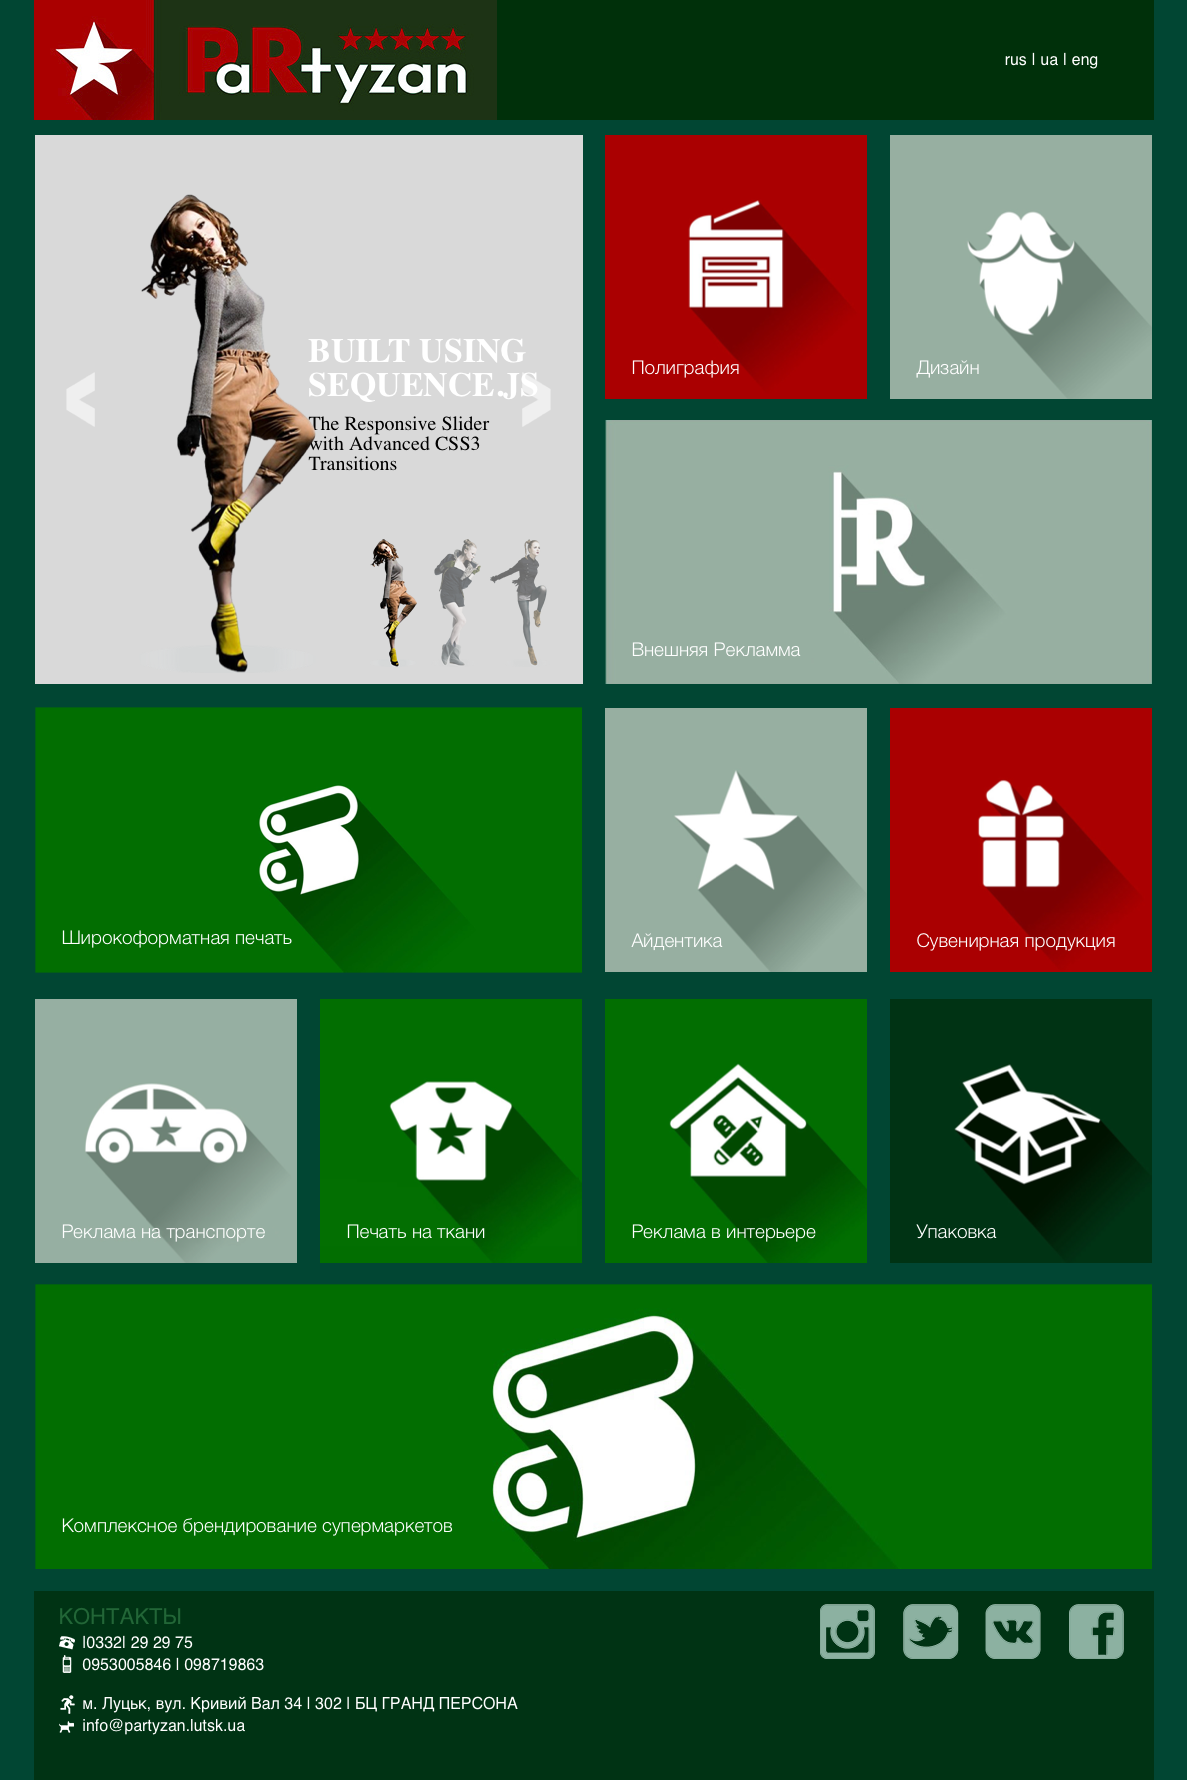 PaRtyzan
rus | ua | eng
BUILT USING
SEQUENCE.JS
The Responsive Slider
with Advanced CSS3
Transitions
Полиграфия
Дизайн
R
Внешняя Рекламма
Широкоформатная печать
Айдентика
Сувенирная продукция
Реклама на транспорте
Печать на ткани
Реклама в интерьере
Упаковка
Комплексное брендирование супермаркетов
КОНТАКТЫ
|0332| 29 29 75
0953005846 | 098719863
м. Луцьк, вул. Кривий Вал 34 | 302 | БЦ ГРАНД ПЕРСОНА
info@partyzan.lutsk.ua